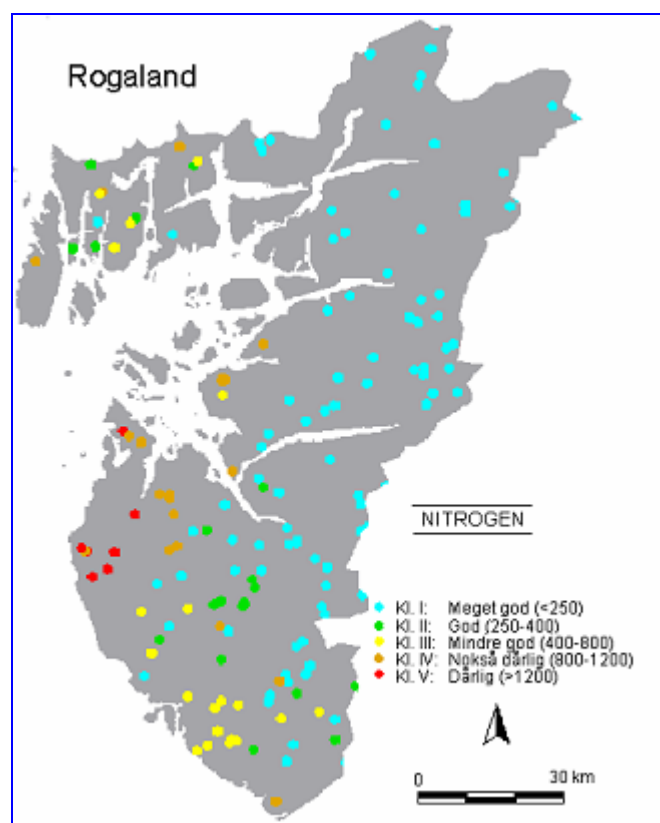 Rogaland
NITROGEN
Kl. I: Meget god (<250)
Kl. II: God (250-400)
Kl. III: Mindre god (400-800)
Kl. IV: Nokså dårlig (800-1200)
Kl. V: Dårlig (>1200)
0 30 km